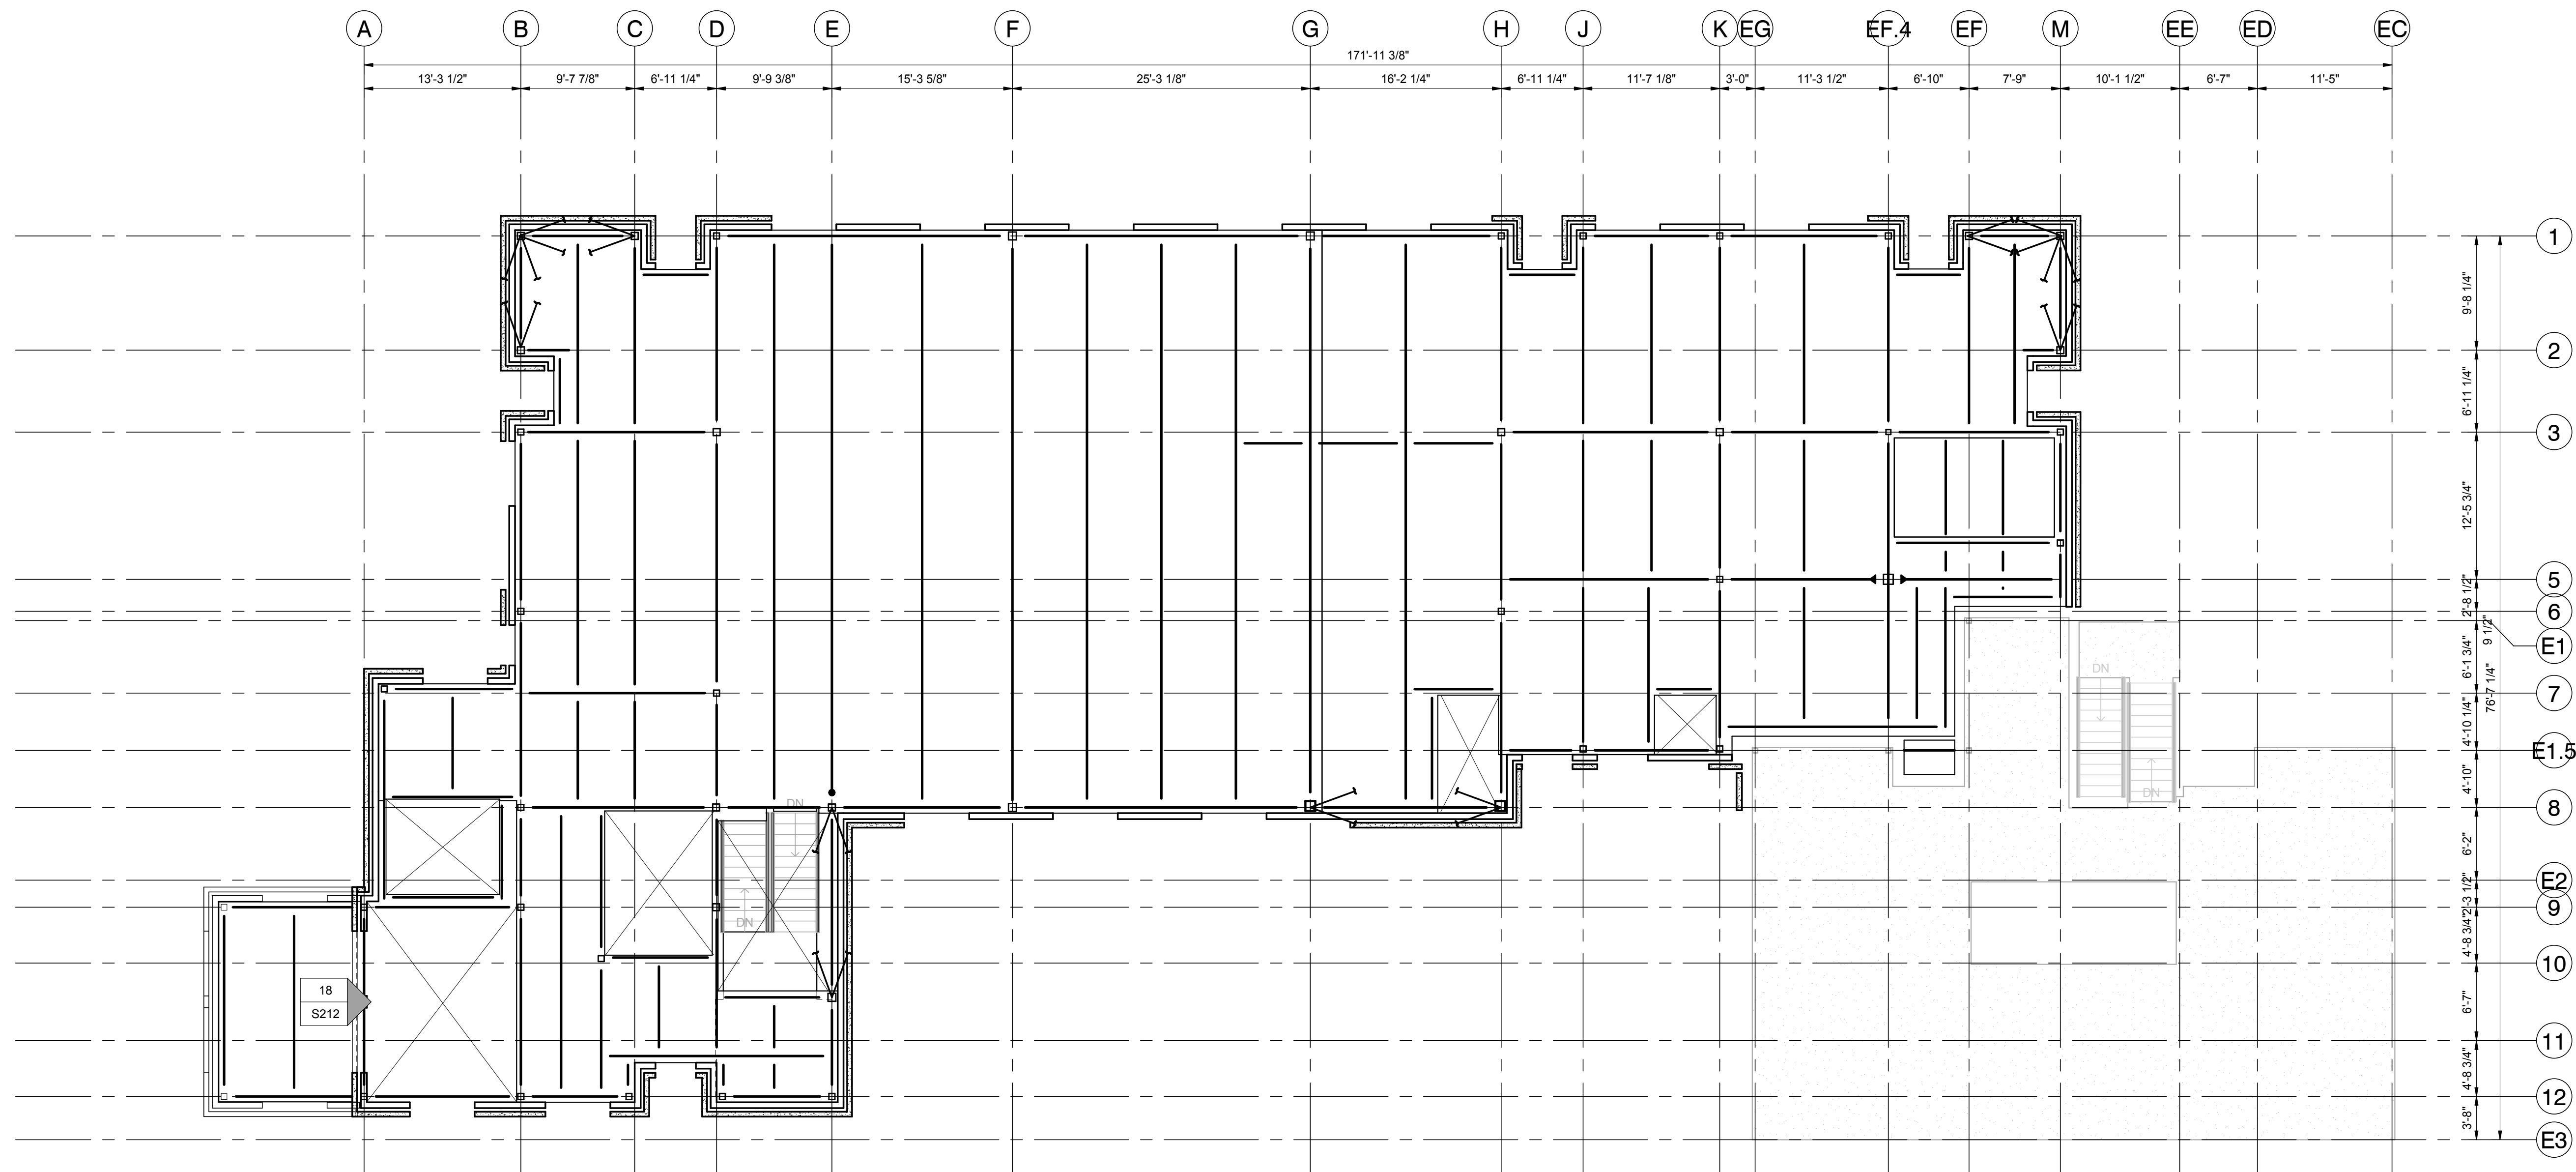 A B C D E F G H J K EG EF.4 EF M EE ED EC
171'-11 3/8"
13'-3 1/2" 9'-7 7/8" 6'-11 1/4" 9'-9 3/8" 15'-3 5/8" 25'-3 1/8" 16'-2 1/4" 6'-11 1/4" 11'-7 1/8" 3'-0" 11'-3 1/2" 6'-10" 7'-9" 10'-1 1/2" 6'-7" 11'-5"
1
9'-8 1/4"
2
6'-11 1/4"
3
12'-5 3/4"
5
2'-8 1/2"
6
9 1/2"
E1
6'-1 3/4"
DN
76'-7 1/4"
7
4'-10 1/4"
E1.5
4'-10"
DN
DN
8
6'-2"
E2
2'-3 1/2"
9
DN
4'-8 3/4"
10
18
S212
6'-7"
11
4'-8 3/4"
12
3'-8"
E3